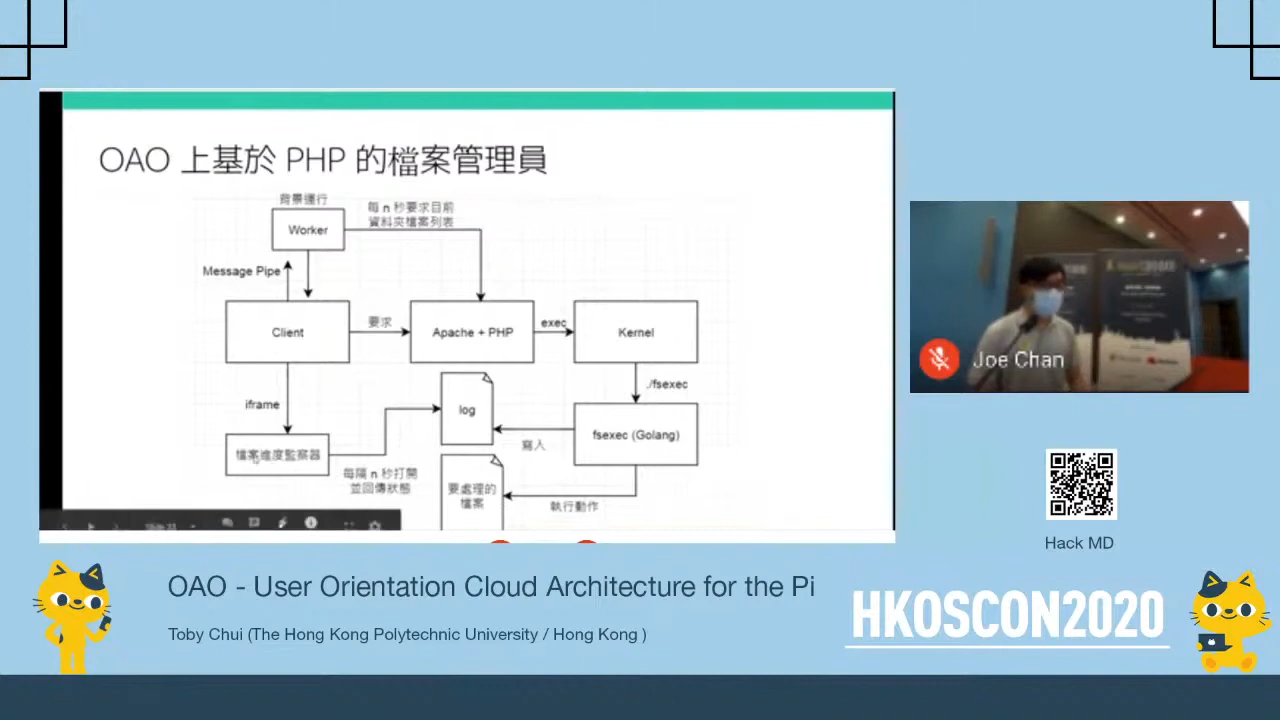 OAO 上基於 PHP 的檔案管理員
背景運行
每 n 秒要求目前
資料夾檔案列表
Worker
Message Pipe
Client
要求
Apache + PHP
exec
Kernel
./fsexec
iframe
log
fsexec (Golang)
寫入
檔案進度監察器
每隔 n 秒打開
並回傳狀態
要處理的
檔案
執行動作
Joe Chan
Hack MD
OAO - User Orientation Cloud Architecture for the Pi
Toby Chui (The Hong Kong Polytechnic University / Hong Kong )
HKOSCON2020